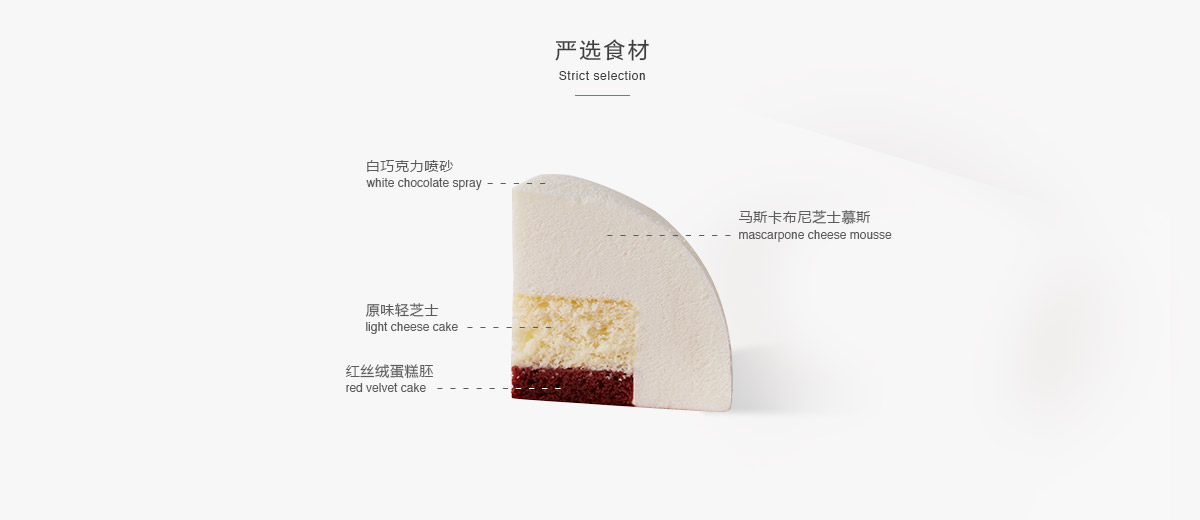 严选食材
Strict selection
白巧克力喷砂
white chocolate spray
马斯卡布尼芝士慕斯
mascarpone cheese mousse
原味轻芝士
light cheese cake
红丝绒蛋糕胚
red velvet cake